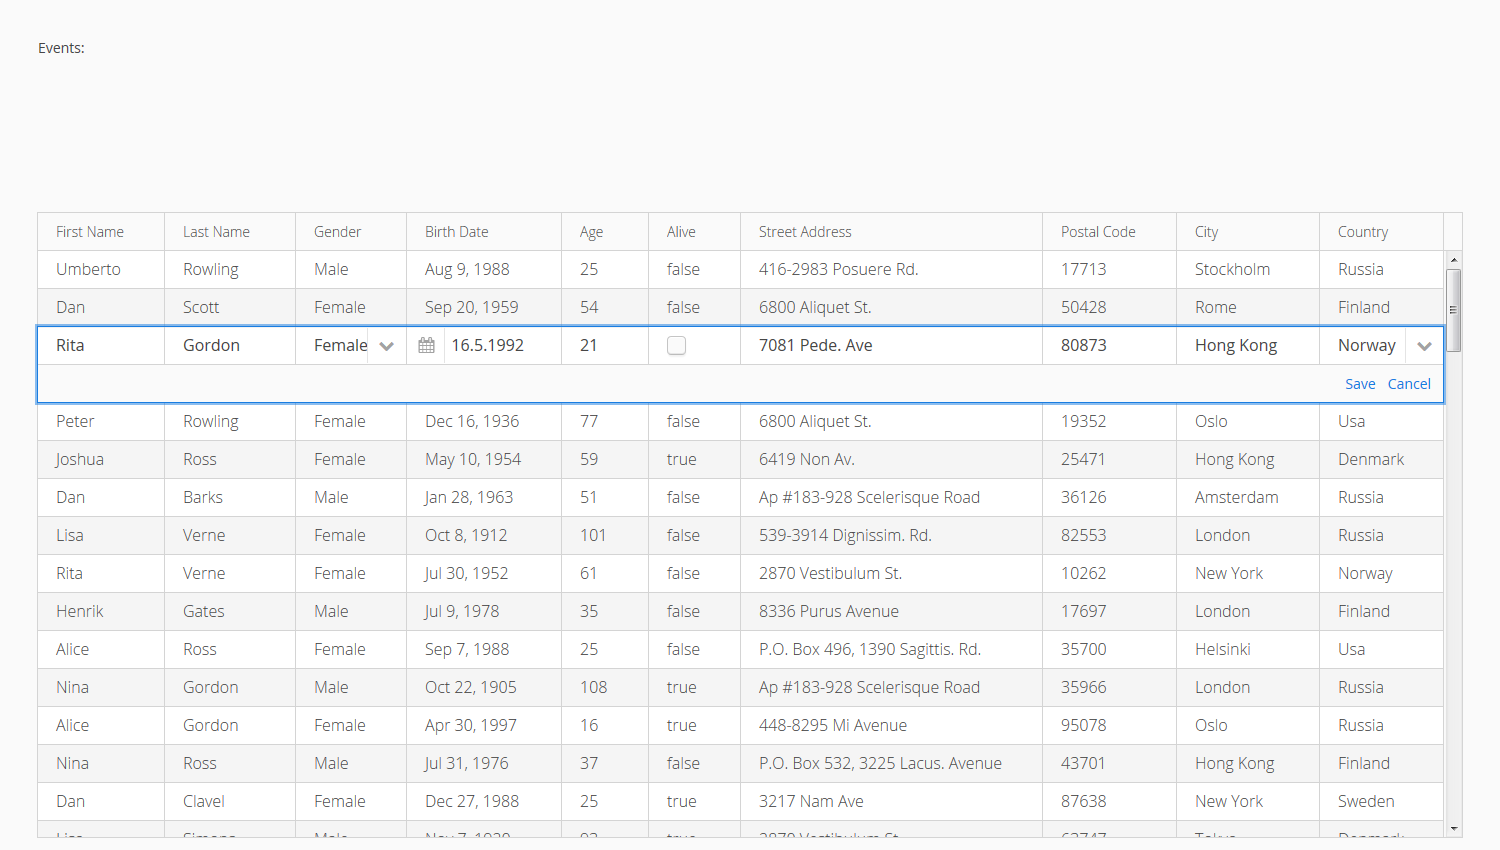 Events:
First Name Last Name Gender Birth Date Age Alive Street Address Postal Code City Country
Umberto Rowling Male Aug 9, 1988 25 false 416-2983 Posuere Rd. 17713 Stockholm Russia
Dan Scott Female Sep 20, 1959 54 false 6800 Aliquet St. 50428 Rome Finland
Rita Gordon Female 16.5.1992 21 7081 Pede. Ave 80873 Hong Kong Norway
Save Cancel
Peter Rowling Female Dec 16, 1936 77 false 6800 Aliquet St. 19352 Oslo Usa
Joshua Ross Female May 10, 1954 59 true 6419 Non Av. 25471 Hong Kong Denmark
Dan Barks Male Jan 28, 1963 51 false Ap #183-928 Scelerisque Road 36126 Amsterdam Russia
Lisa Verne Female Oct 8, 1912 101 false 539-3914 Dignissim. Rd. 82553 London Russia
Rita Verne Female Jul 30, 1952 61 false 2870 Vestibulum St. 10262 New York Norway
Henrik Gates Male Jul 9, 1978 35 false 8336 Purus Avenue 17697 London Finland
Alice Ross Female Sep 7, 1988 25 false P.O. Box 496, 1390 Sagittis. Rd. 35700 Helsinki Usa
Nina Gordon Male Oct 22, 1905 108 true Ap #183-928 Scelerisque Road 35966 London Russia
Alice Gordon Female Apr 30, 1997 16 true 448-8295 Mi Avenue 95078 Oslo Russia
Nina Ross Male Jul 31, 1976 37 false P.O. Box 532, 3225 Lacus. Avenue 43701 Hong Kong Finland
Dan Clavel Female Dec 27, 1988 25 true 3217 Nam Ave 87638 New York Sweden